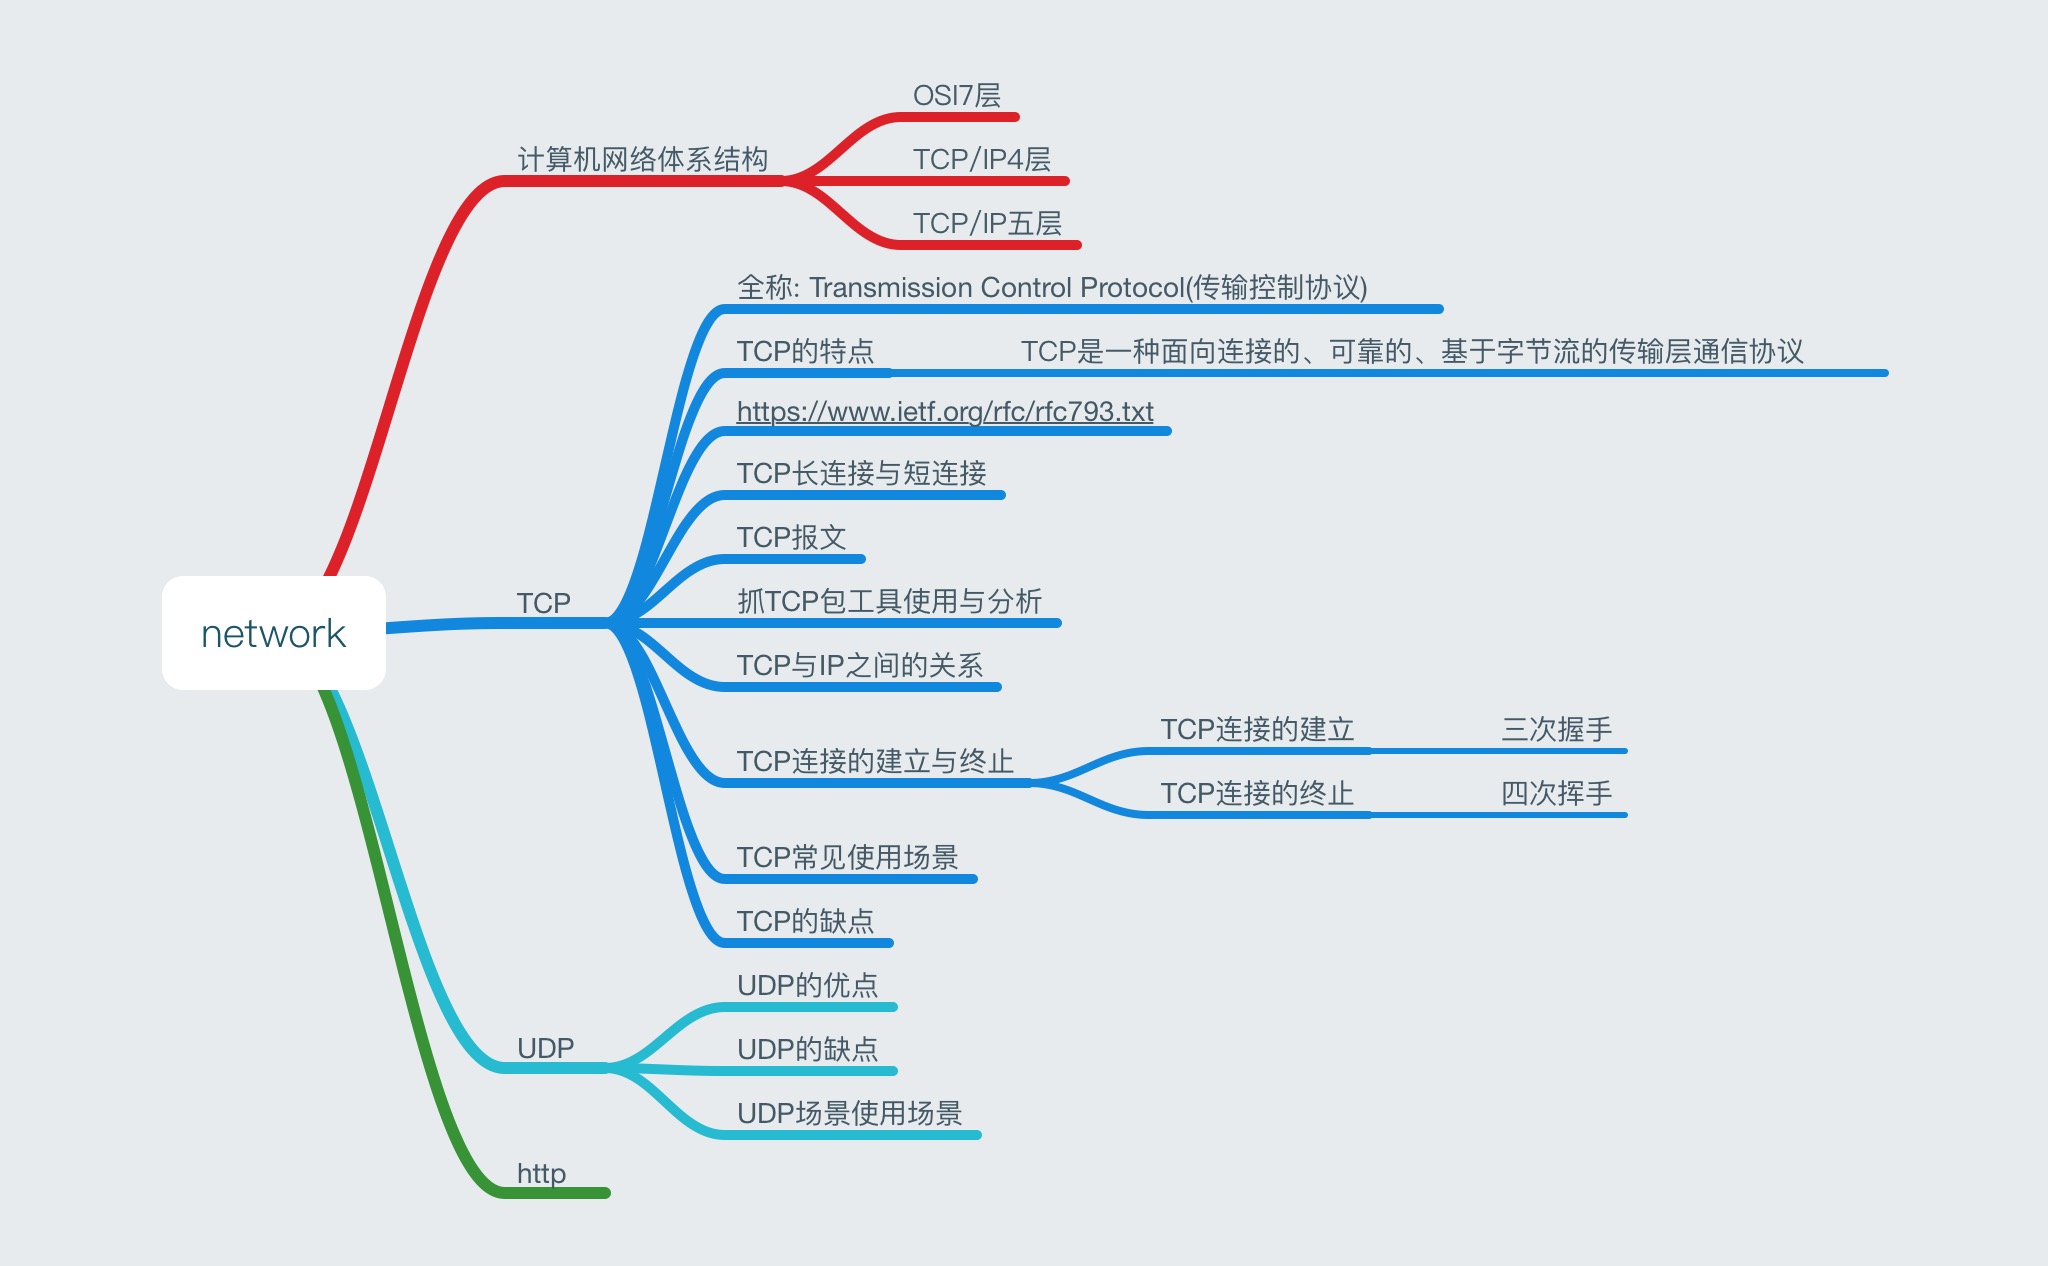 OSI7层
计算机网络体系结构
TCP/IP4层
TCP/IP五层
全称: Transmission Control Protocol(传输控制协议)
TCP的特点
TCP是一种面向连接的、可靠的、基于字节流的传输层通信协议
https://www.ietf.org/rfc/rfc793.txt
TCP长连接与短连接
TCP报文
抓TCP包工具使用与分析
TCP
network
TCP与IP之间的关系
TCP连接的建立与终止
TCP连接的建立
三次握手
TCP连接的终止
四次挥手
TCP常见使用场景
TCP的缺点
UDP的优点
UDP
UDP的缺点
UDP场景使用场景
http